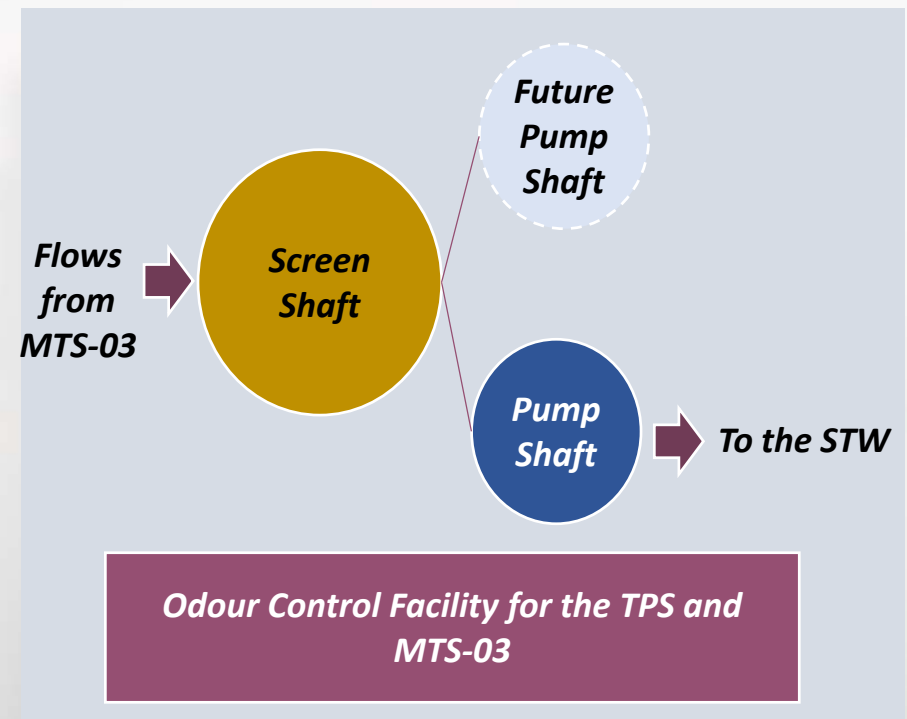 Future
Pump
Shaft
Flows
from
MTS-03
Screen
Shaft
Pump
Shaft
To the STW
Odour Control Facility for the TPS and
MTS-03